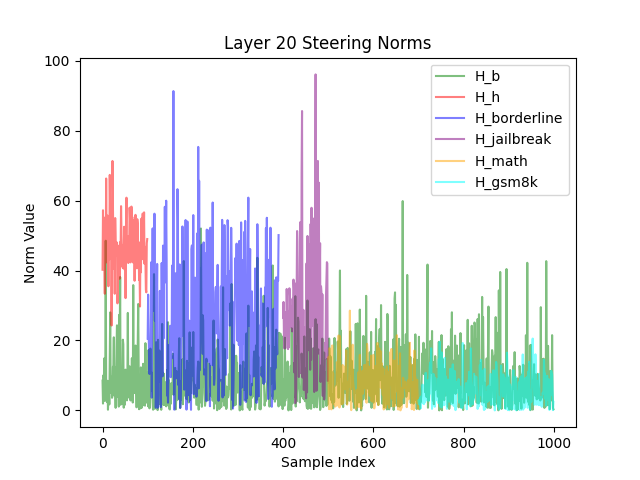 Layer 20 Steering Norms
100
80
60
40
20
0
Norm Value
H_b
H_h
H_borderline
H_jailbreak
H_math
H_gsm8k
0 200 400 600 800 1000
Sample Index